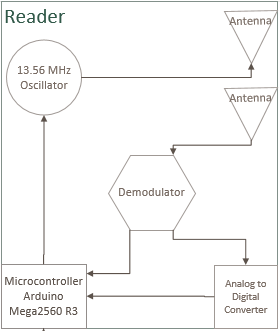 Reader
Antenna
13.56 MHz
Oscillator
Antenna
Demodulator
Microcontroller
Arduino
Mega2560 R3
Analog to
Digital
Converter